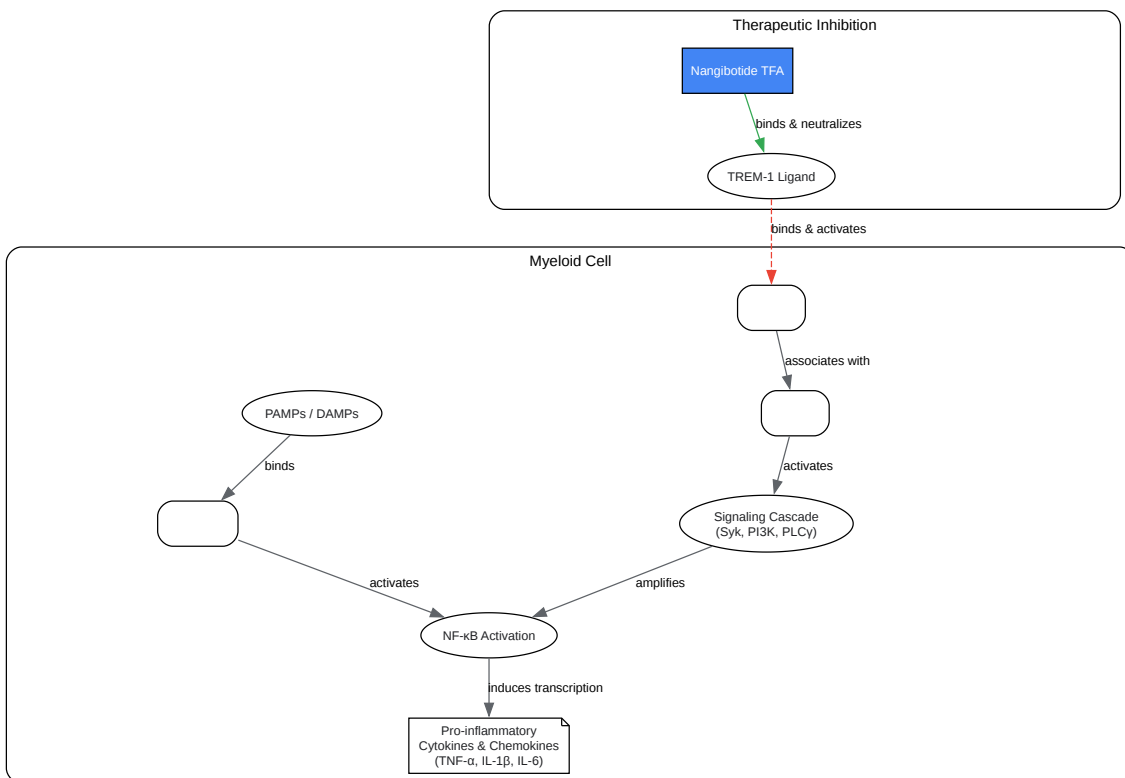 Therapeutic Inhibition
Nangibotide TFA
binds & neutralizes
TREM-1 Ligand
binds & activates
Myeloid Cell
associates with
PAMPs / DAMPs
binds
activates
Signaling Cascade
(Syk, PI3K, PLCγ)
activates
amplifies
NF-κB Activation
induces transcription
Pro-inflammatory
Cytokines & Chemokines
(TNF-α, IL-1β, IL-6)